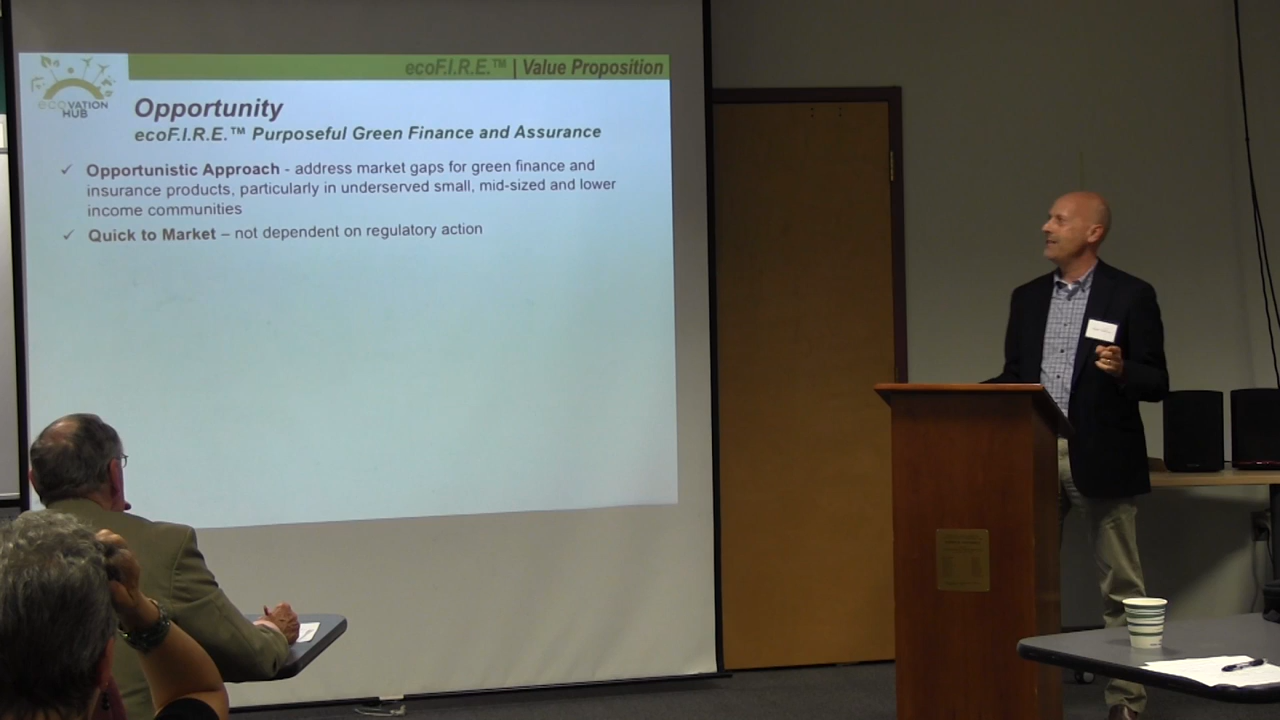 ecoF.I.R.E.™ | Value Proposition
ecoVATION
HUB
Opportunity
ecoF.I.R.E.™ Purposeful Green Finance and Assurance
✓ Opportunistic Approach - address market gaps for green finance and
insurance products, particularly in underserved small, mid-sized and lower
income communities
✓ Quick to Market – not dependent on regulatory action